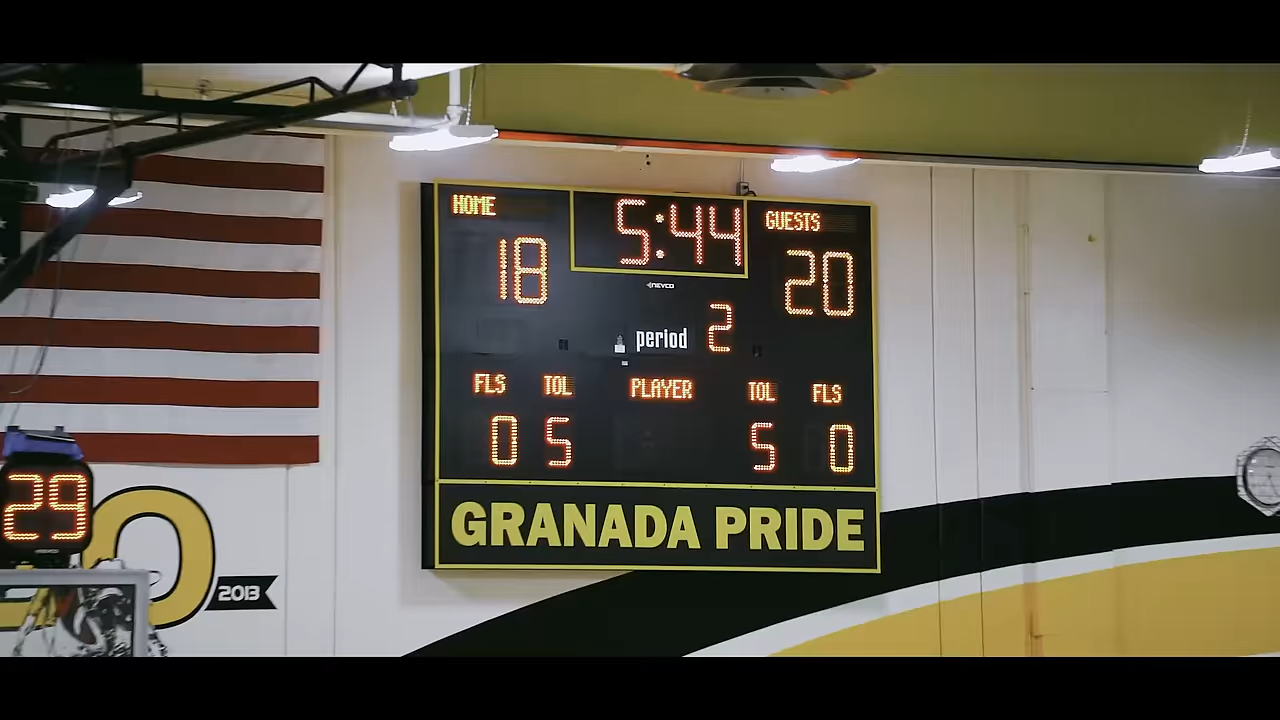 HOME 5:44 GUESTS
18 20
NEVCO
period 2
FLS TOL PLAYER TOL FLS
0 5 5 0
29
GRANADA PRIDE
2013